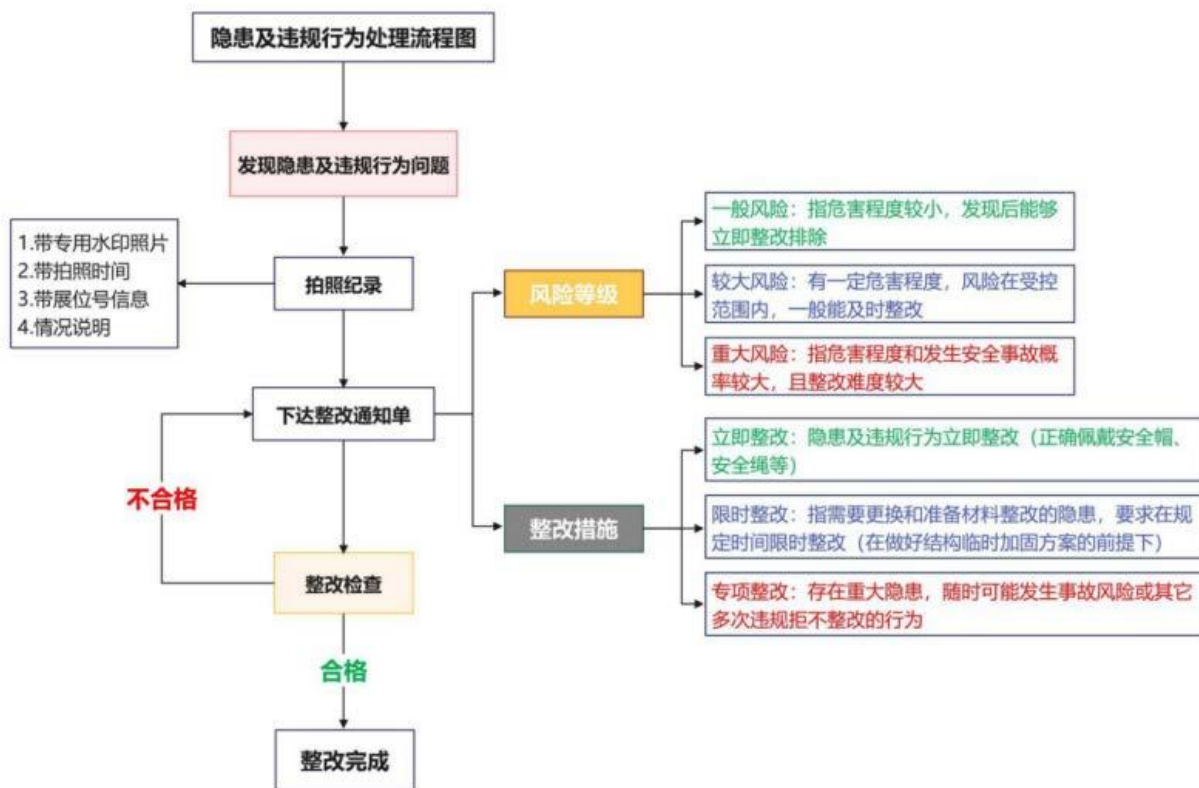 隐患及违规行为处理流程图
发现隐患及违规行为问题
1.带专用水印照片
2.带拍照时间
3.带展位号信息
4.情况说明
拍照纪录
下达整改通知单
不合格
整改检查
合格
整改完成
风险等级
一般风险：指危害程度较小，发现后能够
立即整改排除
较大风险：有一定危害程度，风险在受控
范围内，一般能及时整改
重大风险：指危害程度和发生安全事故概
率较大，且整改难度较大
整改措施
立即整改：隐患及违规行为立即整改（正确佩戴安全帽、
安全绳等）
限时整改：指需要更换和准备材料整改的隐患，要求在规
定时间限时整改（在做好结构临时加固方案的前提下）
专项整改：存在重大隐患，随时可能发生事故风险或其它
多次违规拒不整改的行为